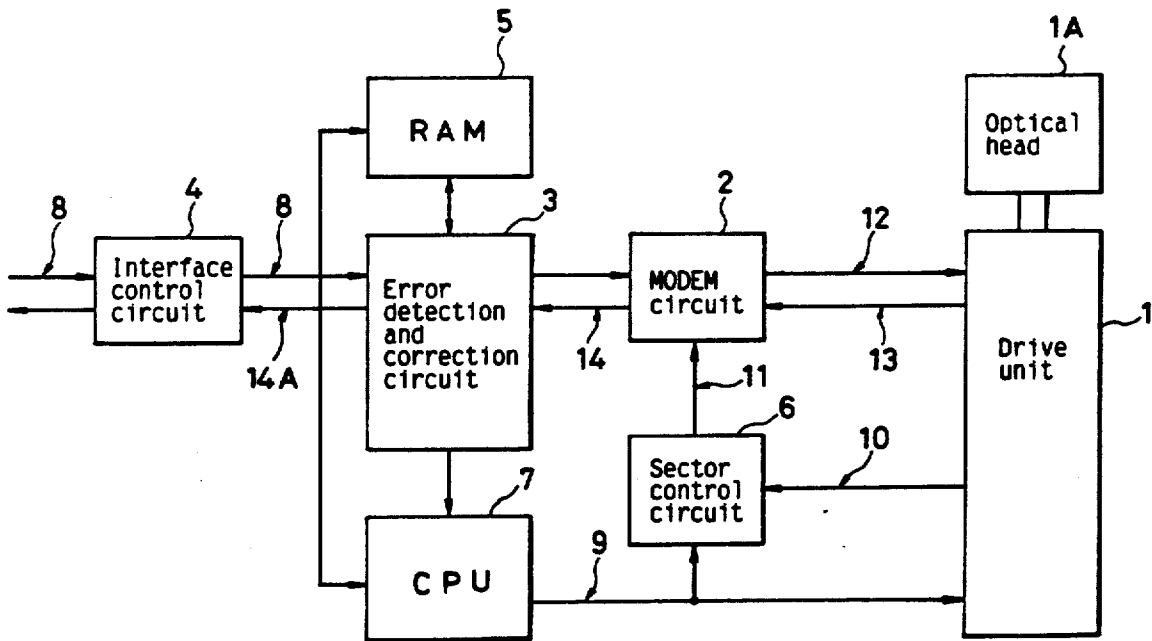 5
RAM
1A
Optical
head
8
4
Interface
control
circuit
8
14A
3
Error
detection
and
correction
circuit
2
MODEM
circuit
14
12
13
1
Drive
unit
11
6
Sector
control
circuit
10
7
CPU
9